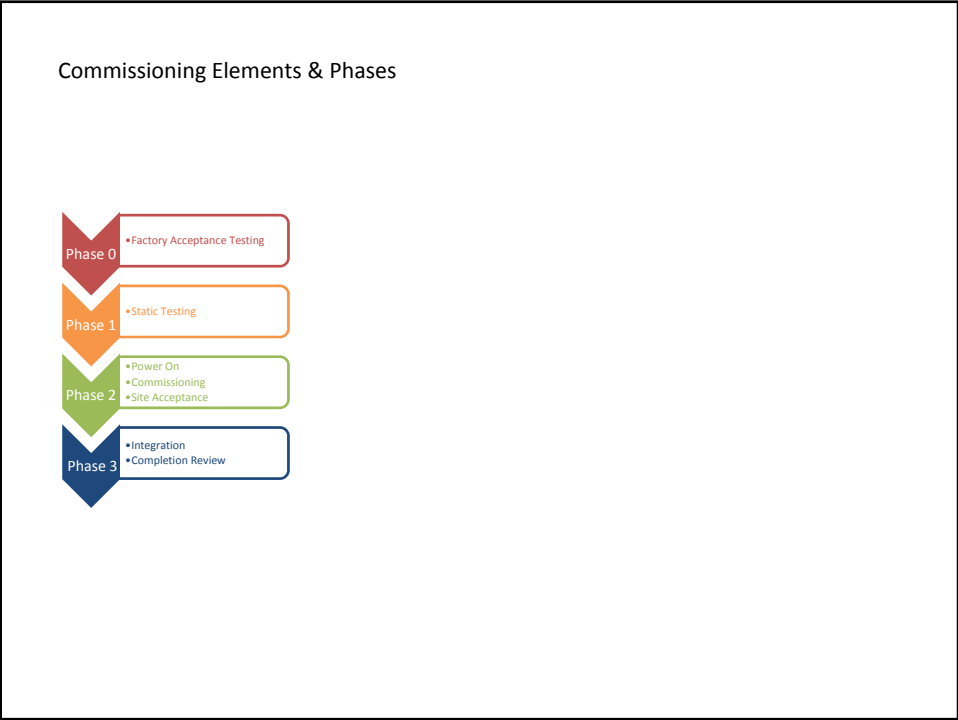 Commissioning Elements & Phases
Phase 0
•Factory Acceptance Testing
Phase 1
•Static Testing
Phase 2
•Power On
•Commissioning
•Site Acceptance
Phase 3
•Integration
•Completion Review